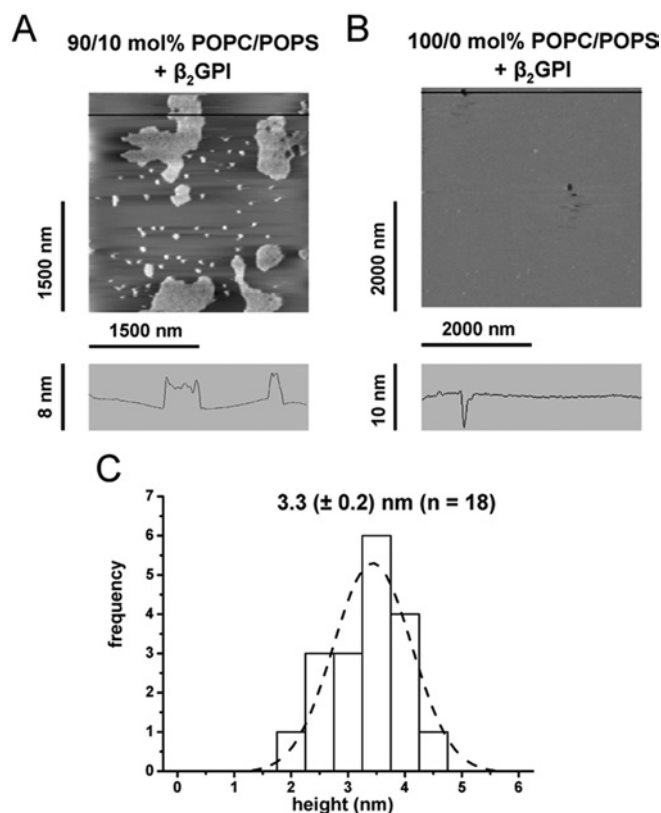 A
90/10 mol% POPC/POPS
+ β₂GPI
1500 nm
1500 nm
8 nm
B
100/0 mol% POPC/POPS
+ β₂GPI
2000 nm
2000 nm
10 nm
C
3.3 (± 0.2) nm (n = 18)
frequency
7
6
5
4
3
2
1
0
0 1 2 3 4 5 6
height (nm)